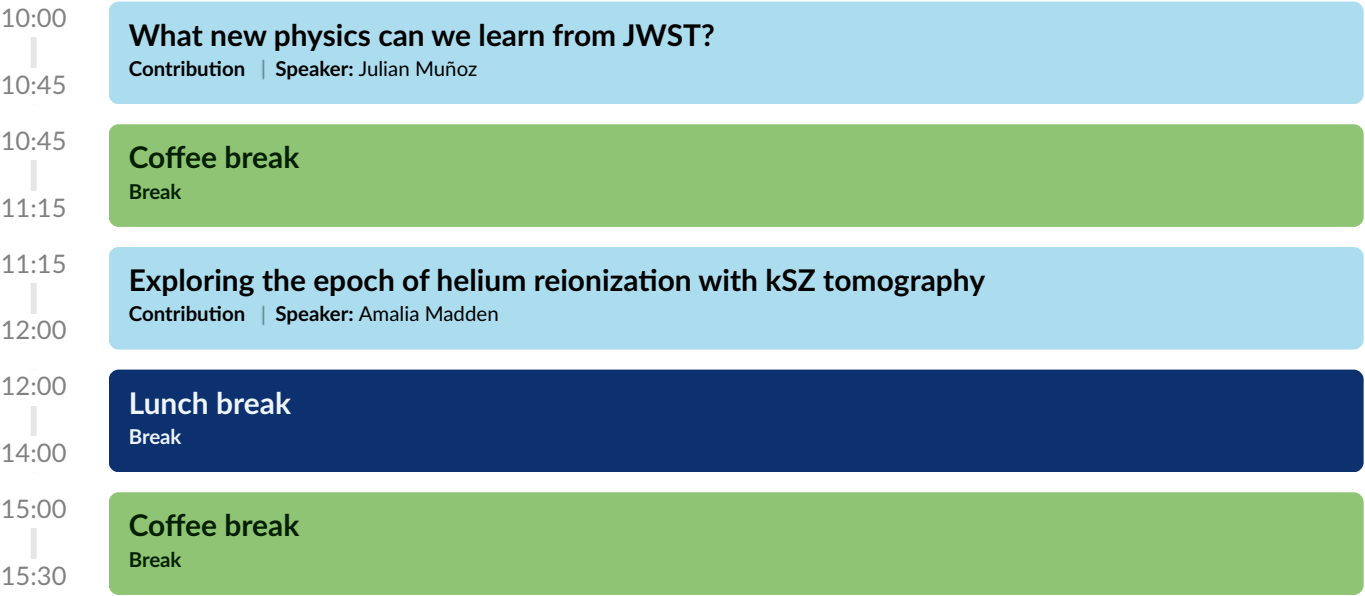 10:00
10:45
What new physics can we learn from JWST?
Contribution | Speaker: Julian Muñoz
10:45
11:15
Coffee break
Break
11:15
12:00
Exploring the epoch of helium reionization with kSZ tomography
Contribution | Speaker: Amalia Madden
12:00
14:00
Lunch break
Break
15:00
15:30
Coffee break
Break